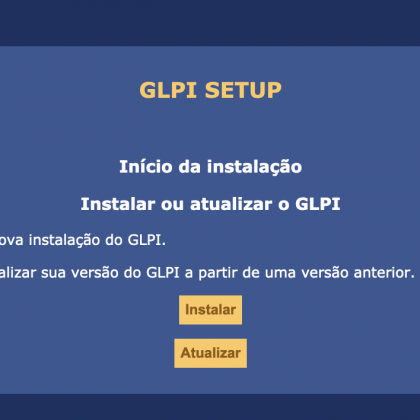 GLPI SETUP
Início da instalação
Instalar ou atualizar o GLPI
ova instalação do GLPI.
alizar sua versão do GLPI a partir de uma versão anterior.
Instalar
Atualizar